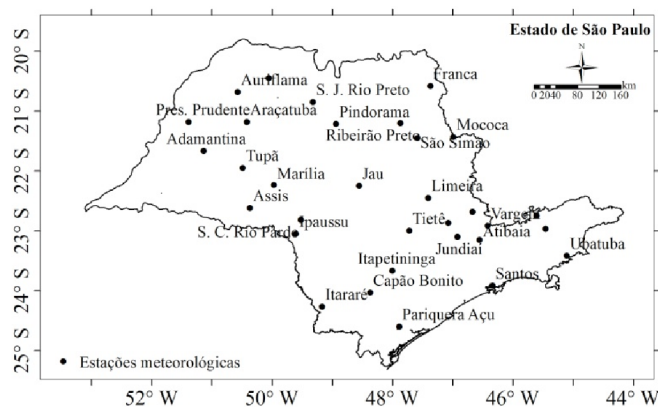 Estado de São Paulo
N
km
0 20 40 80 120 160
20° S
21° S
22° S
23° S
24° S
25° S
Auriflama
S. J. Rio Preto
Franca
Pres. Prudente
Araçatuba
Pindorama
Mococa
Adamantina
Ribeirão Preto
São Simão
Tupã
Marília
Jau
Limeira
Assis
Ipaussu
Tietê
Vargem
S. C. Rio Pardo
Atibaia
Jundiai
Ubatuba
Itapetininga
Capão Bonito
Santos
Itararé
Pariquera Açu
Estações meteorológicas
52° W
50° W
48° W
46° W
44° W